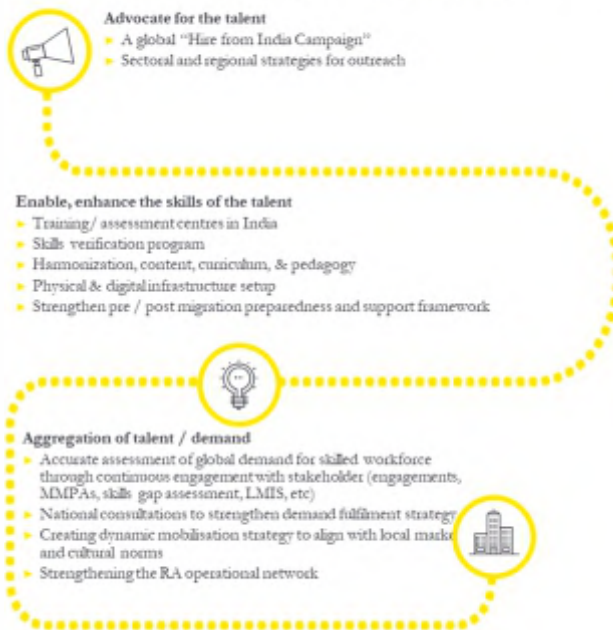 Advocate for the talent
A global “Hire from India Campaign”
Sectoral and regional strategies for outreach
Enable, enhance the skills of the talent
Training/ assessment centres in India
Skills verification program
Harmonization, content, curriculum, & pedagogy
Physical & digital infrastructure setup
Strengthen pre / post migration preparedness and support framework
Aggregation of talent / demand
Accurate assessment of global demand for skilled workforce
through continuous engagement with stakeholder (engagements,
MMPAs, skills gap assessment, LMIS, etc)
National consultations to strengthen demand fulfilment strategy
Creating dynamic mobilisation strategy to align with local marke
and cultural norms
Strengthening the RA operational network